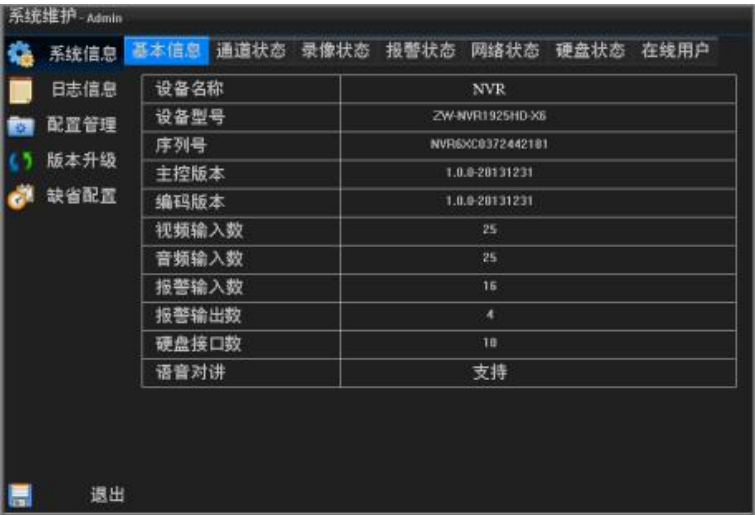 系统维护 - Admin
系统信息 基本信息 通道状态 录像状态 报警状态 网络状态 硬盘状态 在线用户
日志信息
配置管理
版本升级
缺省配置
设备名称 NVR
设备型号 ZW-NVR1925HD-X6
序列号 NVR6XC0372442181
主控版本 1.0.0-20131231
编码版本 1.0.0-20131231
视频输入数 25
音频输入数 25
报警输入数 16
报警输出数 4
硬盘接口数 10
语音对讲 支持
退出